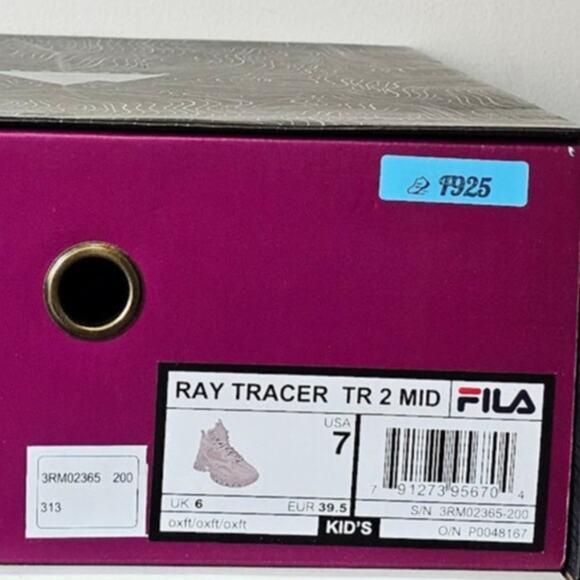 F925
RAY TRACER TR 2 MID FILA
USA
7
UK 6 EUR 39.5
oxft/oxft/oxft KID'S
7 91273 95670 4
S/N 3RM02365-200
O/N P0048167
3RM02365 200
313